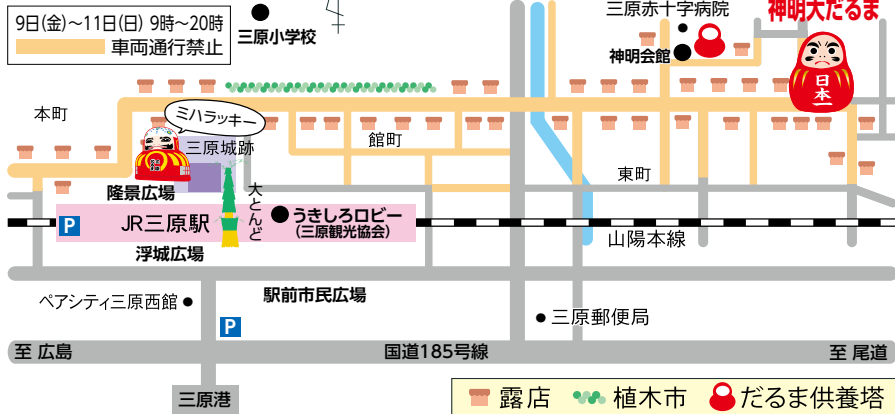 9日(金)～11日(日) 9時～20時
車両通行禁止
三原小学校
三原赤十字病院
神明会館
神明大だるま
日本一
本町
ミハラッキー
三原城跡
館町
東町
隆景広場
大とんど
P
JR三原駅
うきしろロビー
(三原観光協会)
山陽本線
浮城広場
ペアシティ三原西館
駅前市民広場
P
三原郵便局
至 広島
国道185号線
至 尾道
三原港
露店
植木市
だるま供養塔